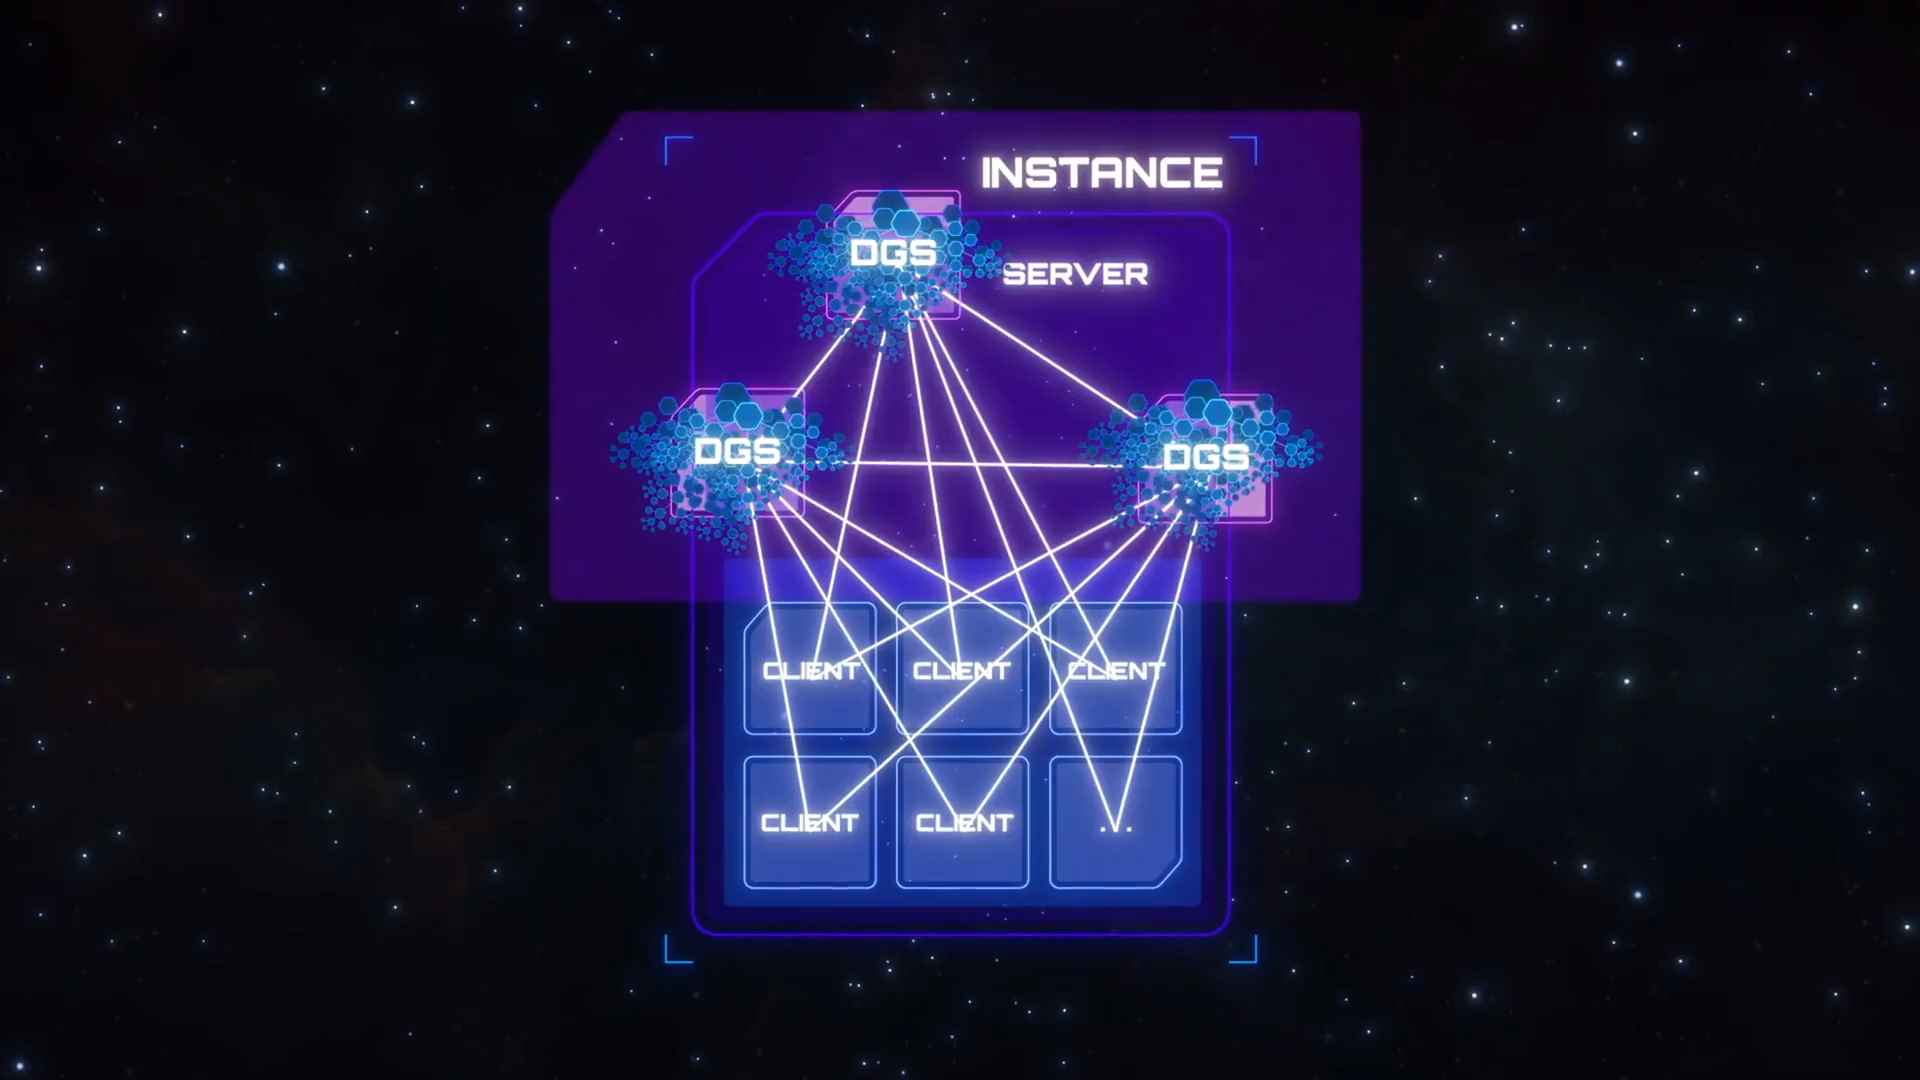 INSTANCE
DGS
SERVER
DGS
DGS
CLIENT
CLIENT
CLIENT
CLIENT
CLIENT
...